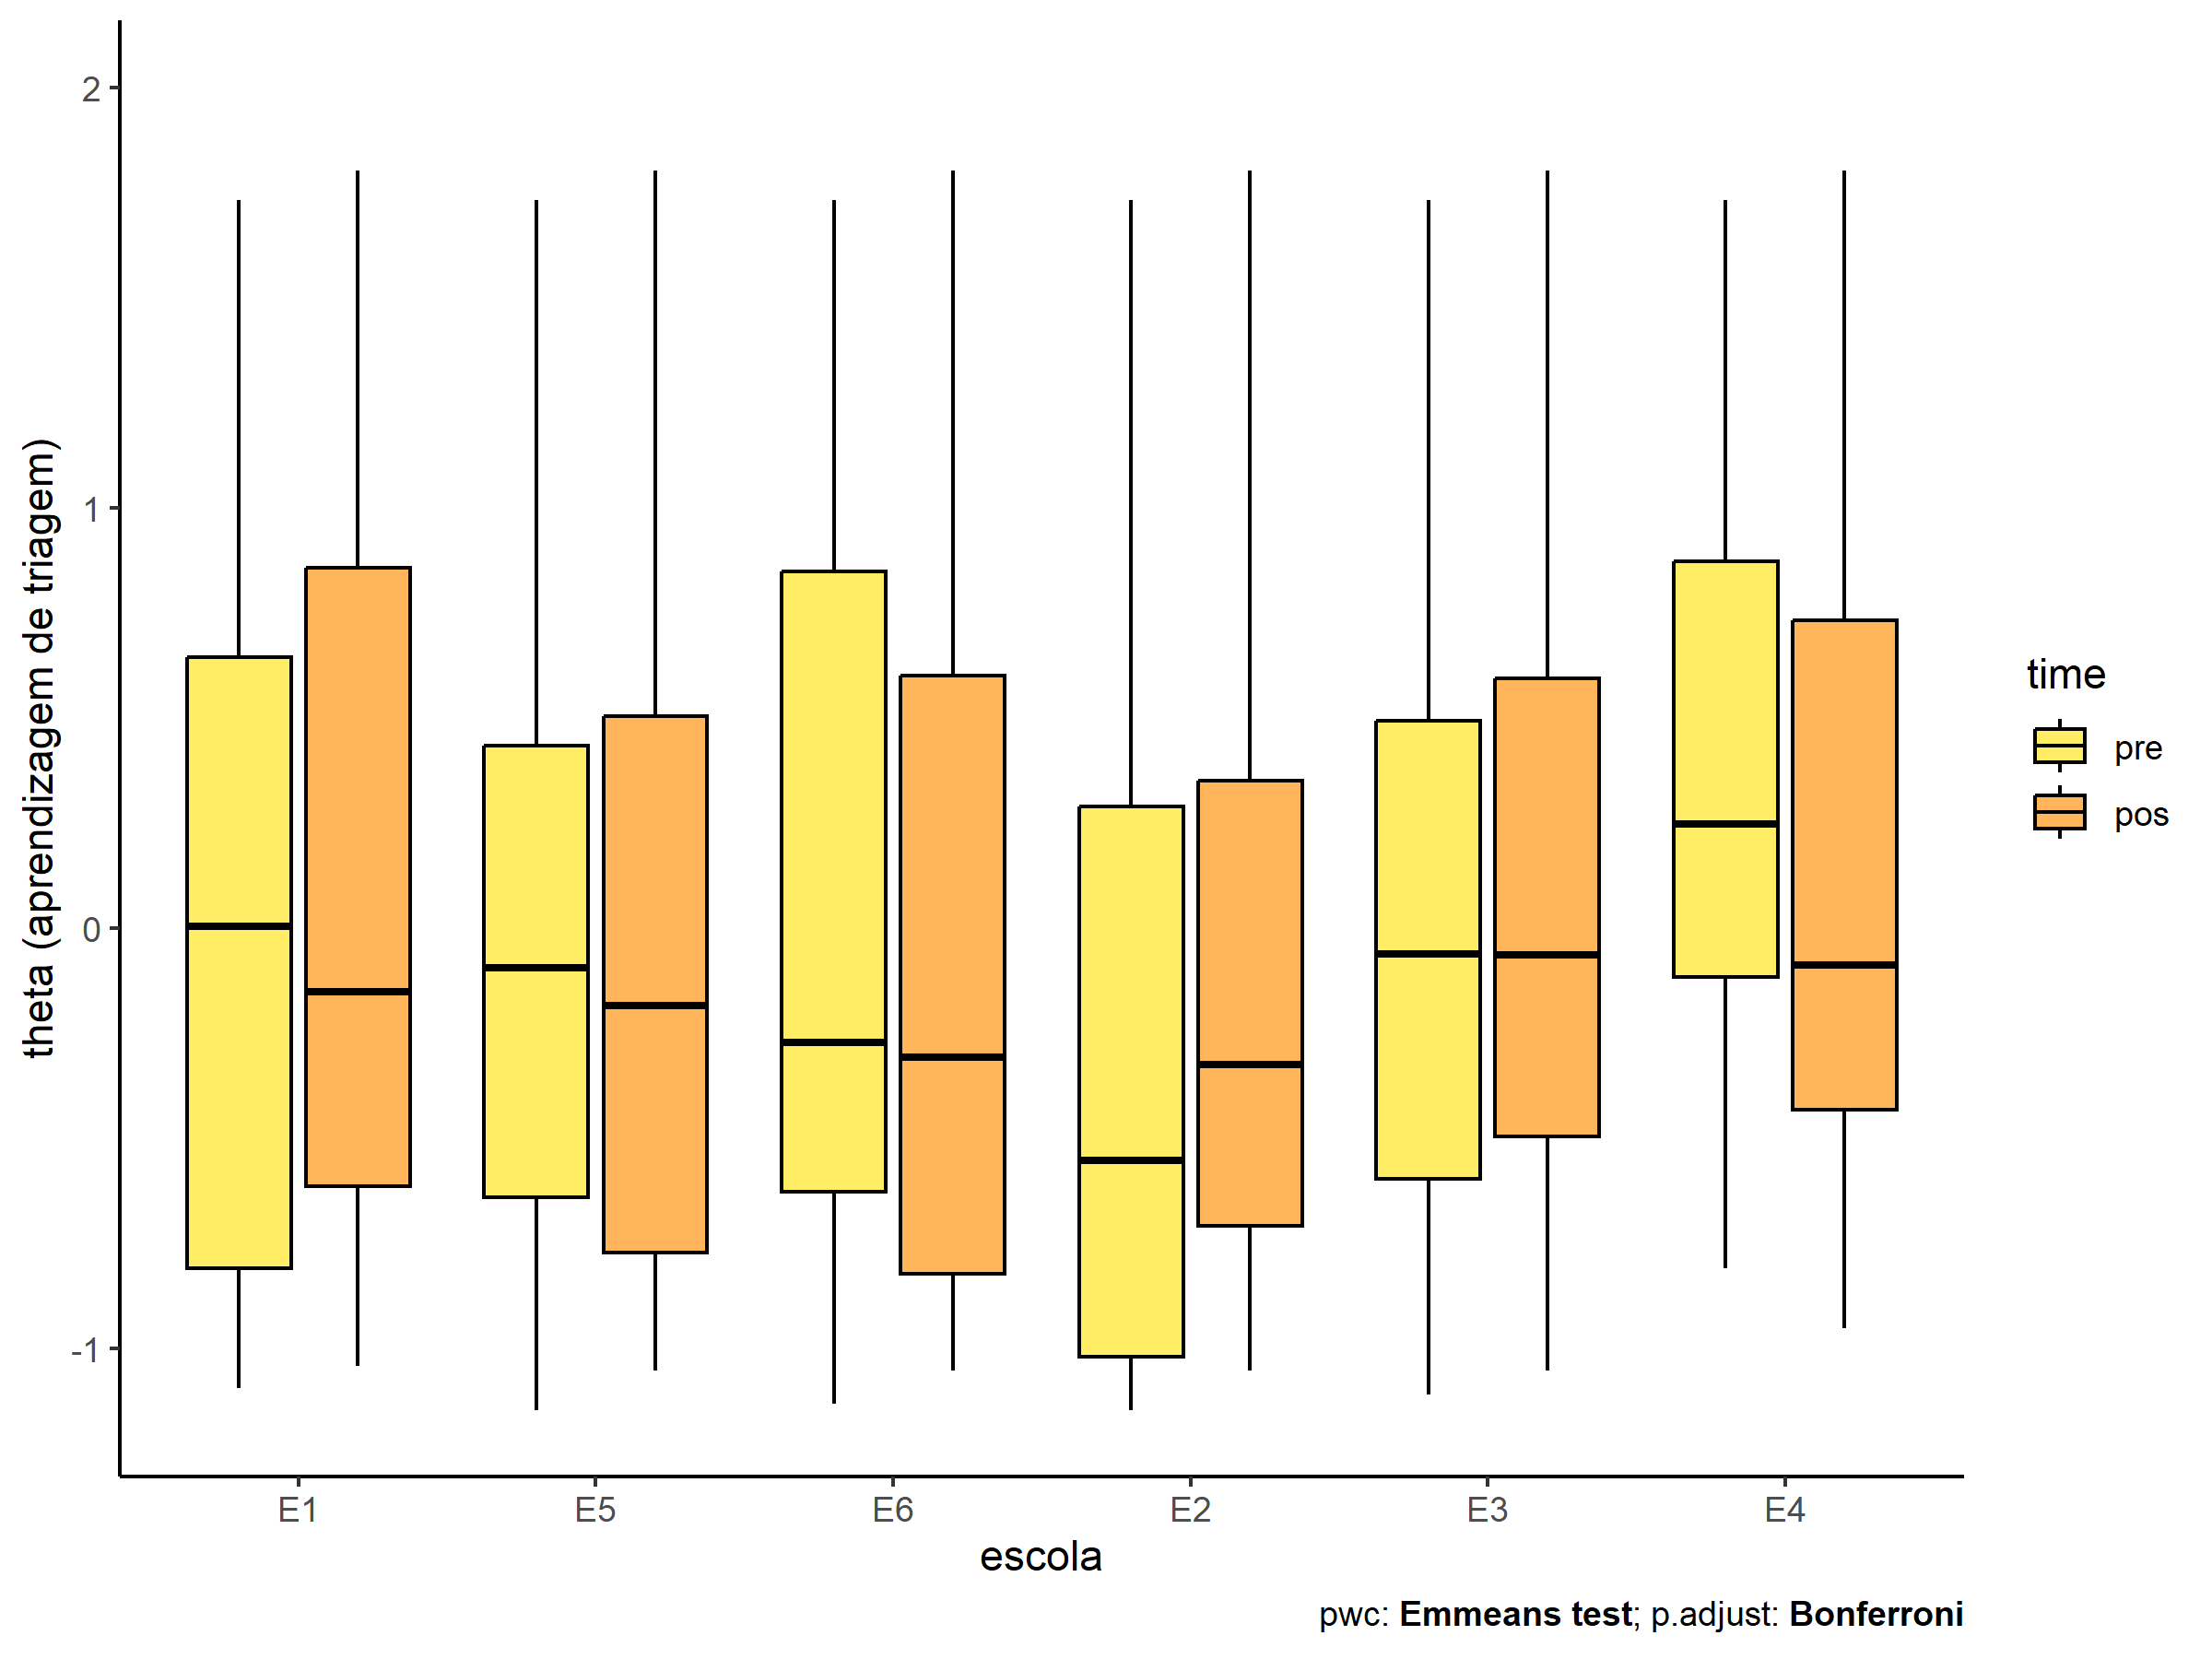 theta (aprendizagem de triagem)
2
1
0
-1
E1 E5 E6 E2 E3 E4
escola
time
pre
pos
pwc: Emmeans test; p.adjust: Bonferroni